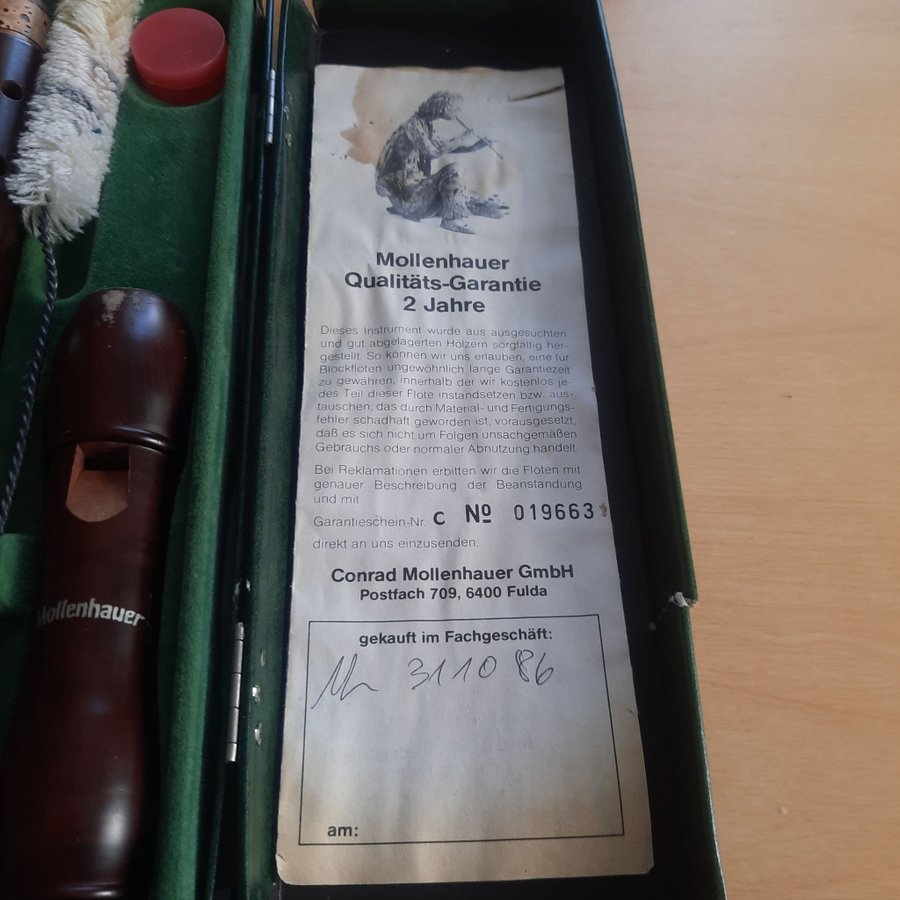 Mollenhauer
Qualitäts-Garantie
2 Jahre
Dieses Instrument wurde aus ausgesuchten
und gut abgelagerten Hölzern sorgfältig her-
gestellt. So können wir uns erlauben, eine für
Blockflöten ungewöhnlich lange Garantiezeit
zu gewähren, innerhalb der wir kostenlos je-
des Teil dieser Flöte instandsetzen bzw. aus-
tauschen, das durch Material- und Fertigungs-
fehler schadhaft geworden ist, vorausgesetzt,
daß es sich nicht um Folgen unsachgemäßen
Gebrauchs oder normaler Abnutzung handelt.
Bei Reklamationen erbitten wir die Flöten mit
genauer Beschreibung der Beanstandung
und mit
Garantieschein-Nr. C Nº 019663
direkt an uns einzusenden.
Conrad Mollenhauer GmbH
Postfach 709, 6400 Fulda
gekauft im Fachgeschäft:
311086
am:
Mollenhauer